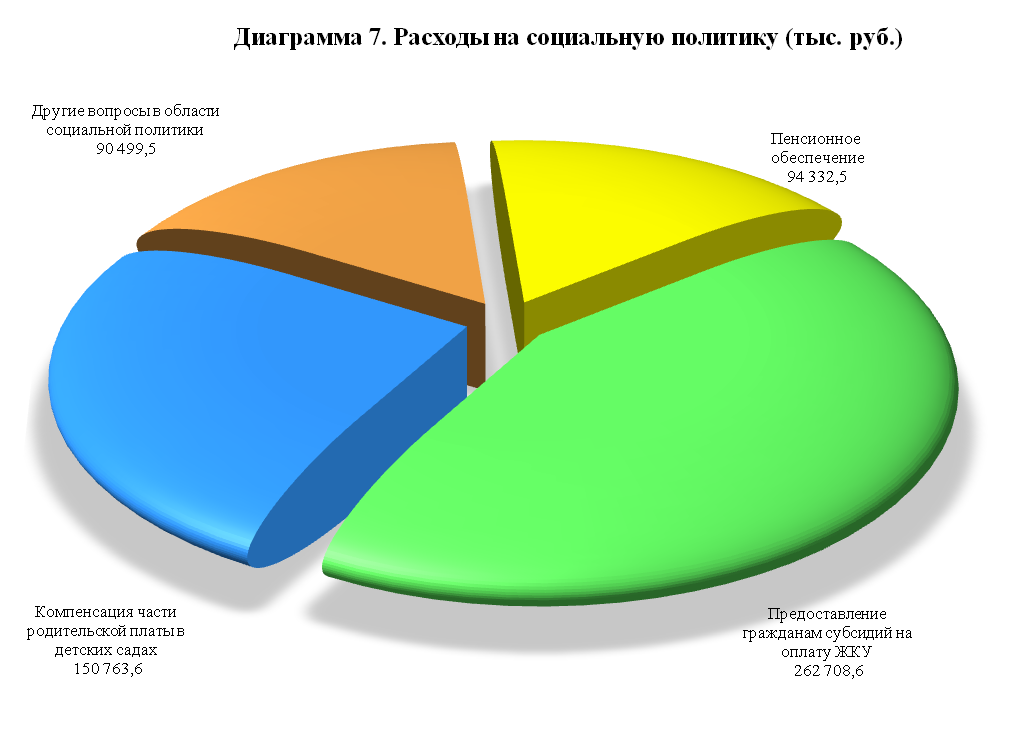 Диаграмма 7. Расходы на социальную политику (тыс. руб.)
Другие вопросы в области
социальной политики
90 499,5
Пенсионное
обеспечение
94 332,5
Компенсация части
родительской платы в
детских садах
150 763,6
Предоставление
гражданам субсидий на
оплату ЖКУ
262 708,6